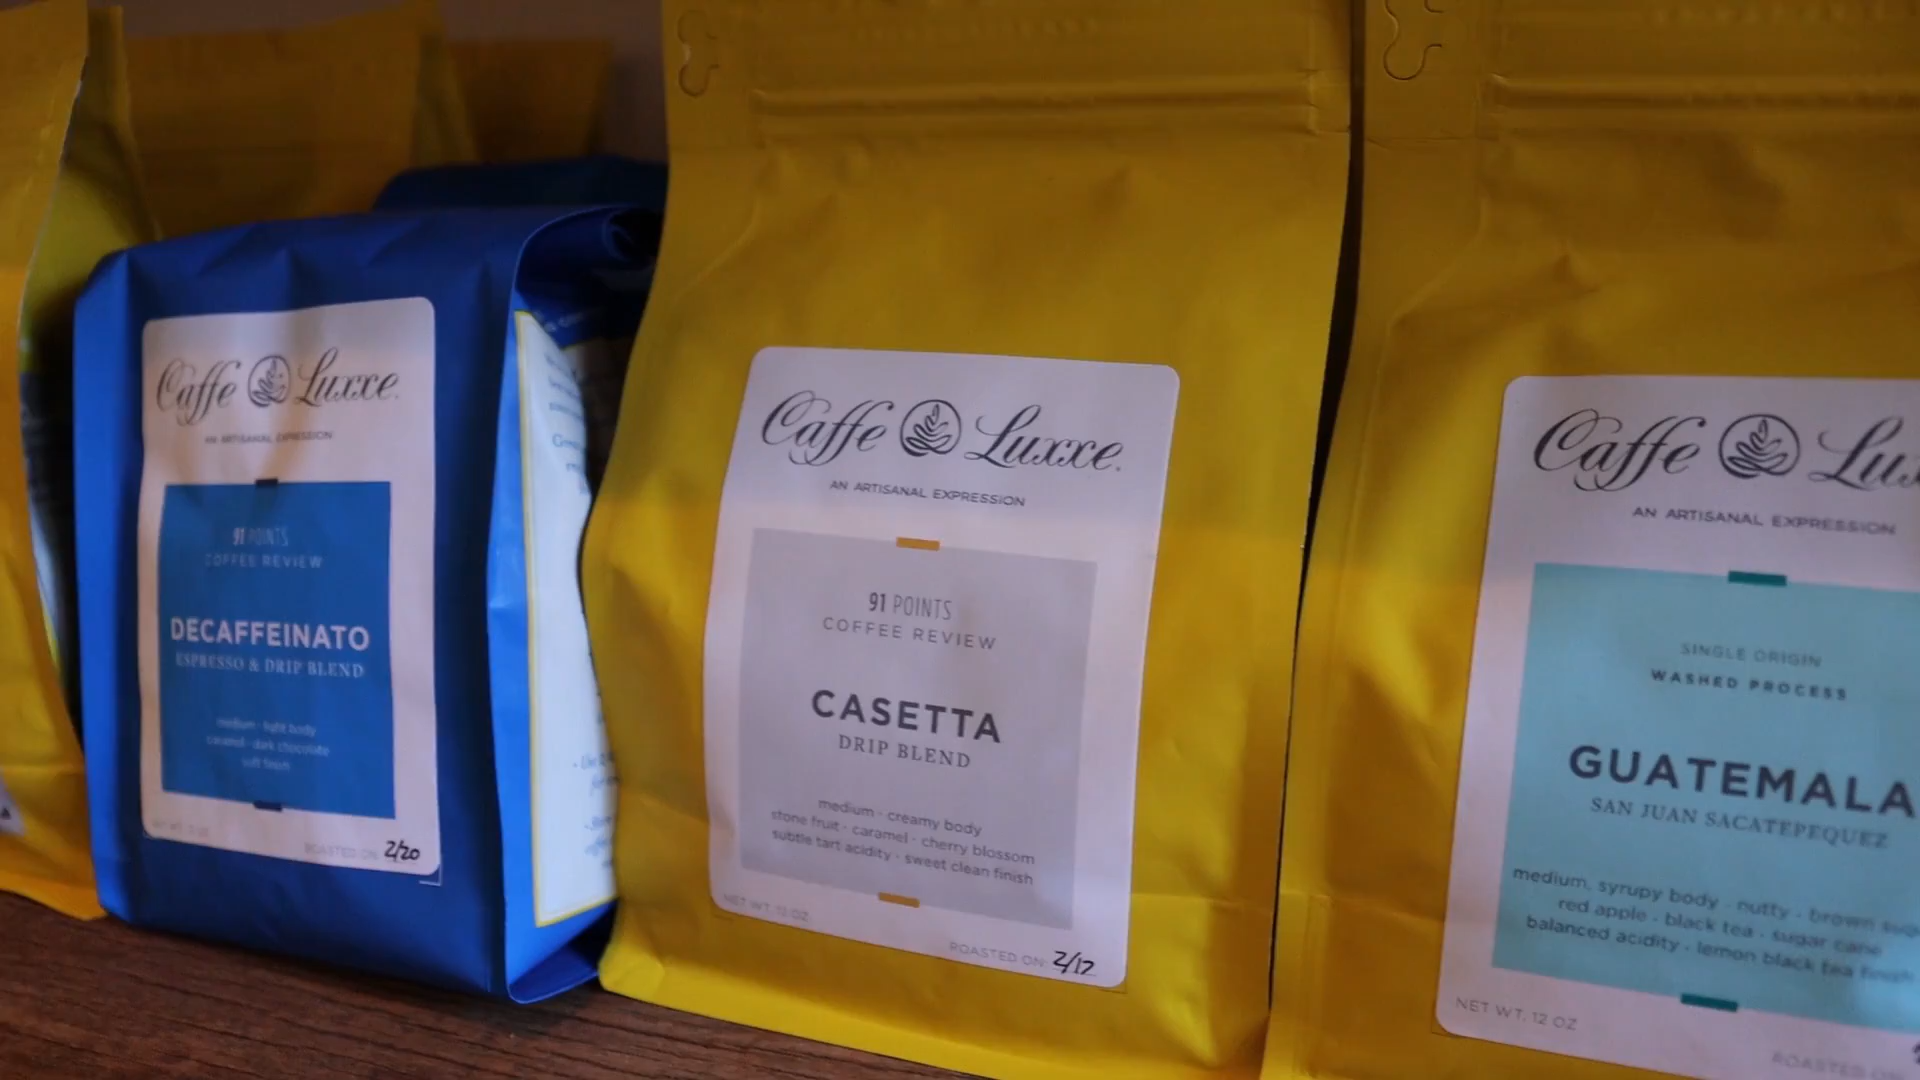 Caffe Luxxe.
AN ARTISANAL EXPRESSION
91 POINTS
COFFEE REVIEW
DECAFFEINATO
ESPRESSO & DRIP BLEND
medium · light body
caramel · dark chocolate
soft finish
ROASTED ON: 2/20
Caffe Luxxe.
AN ARTISANAL EXPRESSION
91 POINTS
COFFEE REVIEW
CASETTA
DRIP BLEND
medium · creamy body
stone fruit · caramel · cherry blossom
subtle tart acidity · sweet clean finish
NET WT. 12 OZ
ROASTED ON: 2/12
Caffe
AN ARTISANAL EXPRESSION
SINGLE ORIGIN
WASHED PROCESS
GUATEMALA
SAN JUAN SACATEPEQUEZ
medium, syrupy body · nutty · brown
red apple · black tea · sugar cane
balanced acidity · lemon black tea finish
NET WT. 12 OZ
ROASTED ON: